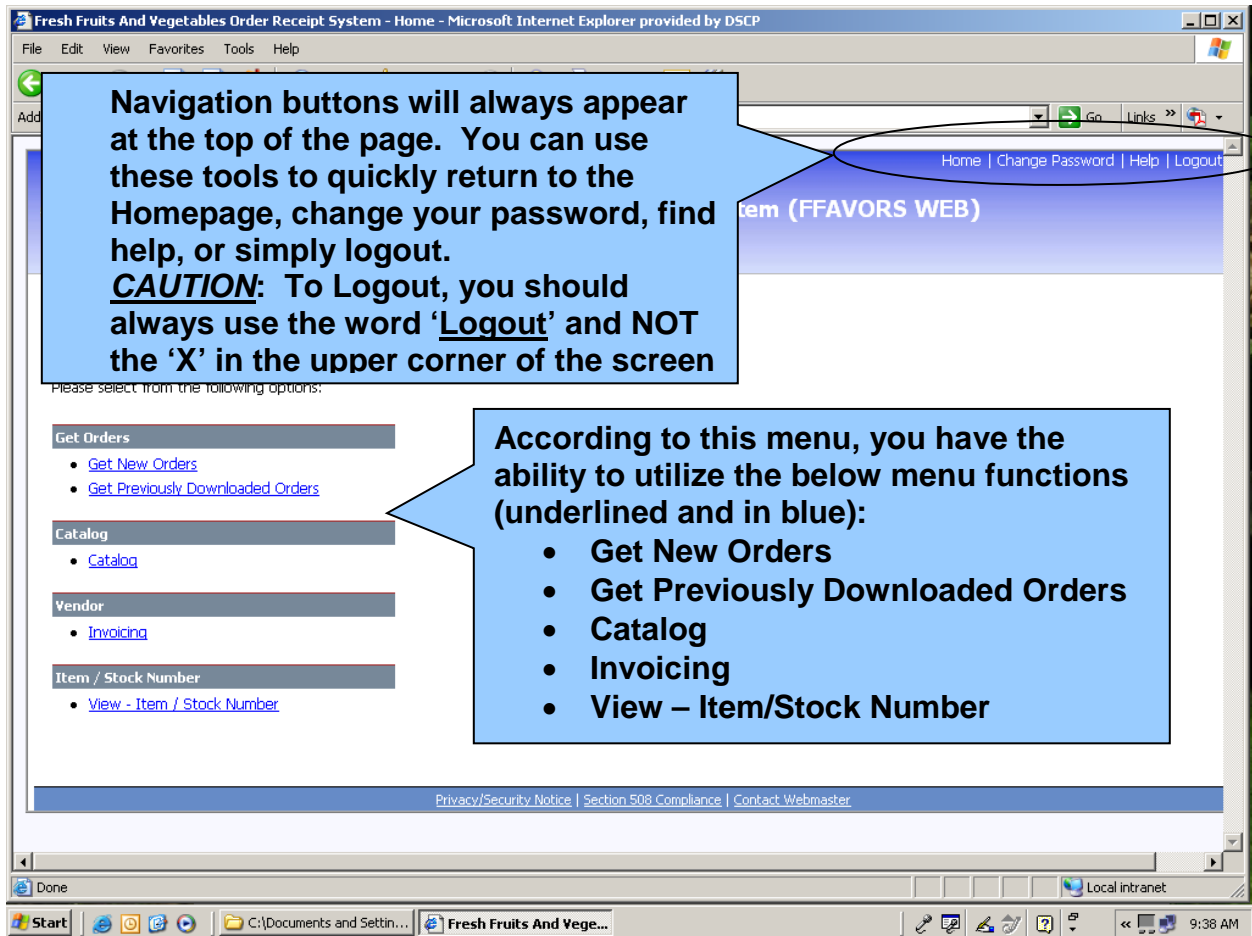 Fresh Fruits And Vegetables Order Receipt System - Home - Microsoft Internet Explorer provided by DSCP
File Edit View Favorites Tools Help
Add
Go Links »
Navigation buttons will always appear
at the top of the page. You can use
these tools to quickly return to the
Homepage, change your password, find
help, or simply logout.
CAUTION: To Logout, you should
always use the word ‘Logout’ and NOT
the ‘X’ in the upper corner of the screen
Home | Change Password | Help | Logout
tem (FFAVORS WEB)
Please select from the following options:
Get Orders
• Get New Orders
• Get Previously Downloaded Orders
Catalog
• Catalog
Vendor
• Invoicing
Item / Stock Number
• View - Item / Stock Number
According to this menu, you have the
ability to utilize the below menu functions
(underlined and in blue):
• Get New Orders
• Get Previously Downloaded Orders
• Catalog
• Invoicing
• View – Item/Stock Number
Privacy/Security Notice | Section 508 Compliance | Contact Webmaster
Done
Local intranet
Start
C:\Documents and Settin...
Fresh Fruits And Vege...
« 9:38 AM